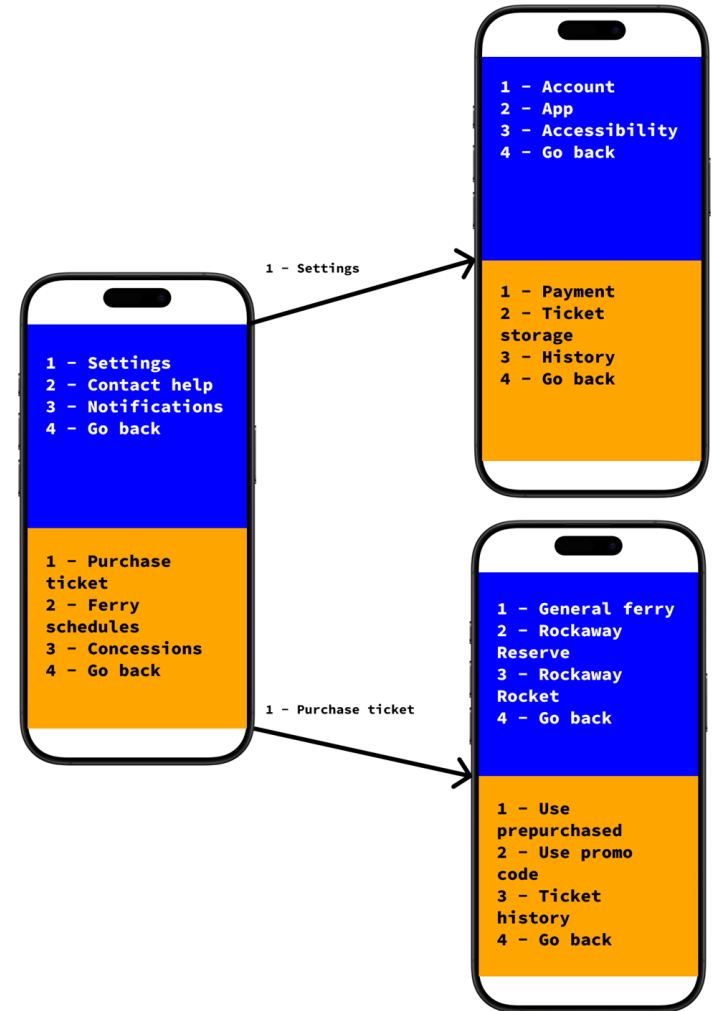 1 - Account
2 - App
3 - Accessibility
4 - Go back
1 - Settings
1 - Payment
2 - Ticket
storage
3 - History
4 - Go back
1 - Settings
2 - Contact help
3 - Notifications
4 - Go back
1 - Purchase
ticket
2 - Ferry
schedules
3 - Concessions
4 - Go back
1 - Purchase ticket
1 - General ferry
2 - Rockaway
Reserve
3 - Rockaway
Rocket
4 - Go back
1 - Use
prepurchased
2 - Use promo
code
3 - Ticket
history
4 - Go back